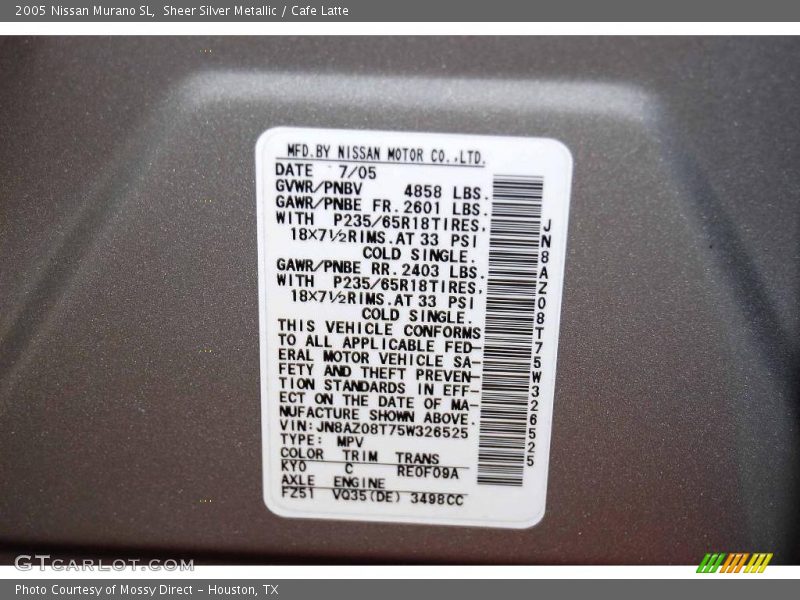 2005 Nissan Murano SL,  Sheer Silver Metallic / Cafe Latte
MFD.BY NISSAN MOTOR CO.,LTD.
DATE 7/05
GVWR/PNBV 4858 LBS.
GAWR/PNBE FR.2601 LBS.
WITH P235/65R18TIRES,
18X7½RIMS.AT 33 PSI
COLD SINGLE.
GAWR/PNBE RR.2403 LBS.
WITH P235/65R18TIRES,
18X7½RIMS.AT 33 PSI
COLD SINGLE.
THIS VEHICLE CONFORMS
TO ALL APPLICABLE FED-
ERAL MOTOR VEHICLE SA-
FETY AND THEFT PREVEN-
TION STANDARDS IN EFF-
ECT ON THE DATE OF MA-
NUFACTURE SHOWN ABOVE.
VIN:JN8AZ08T75W326525
TYPE: MPV
COLOR TRIM TRANS
KY0 C RE0F09A
AXLE ENGINE
FZ51 VQ35(DE) 3498CC
JN8AZ08T75W326525
GTCARLOT.COM
Photo Courtesy of Mossy Direct - Houston, TX